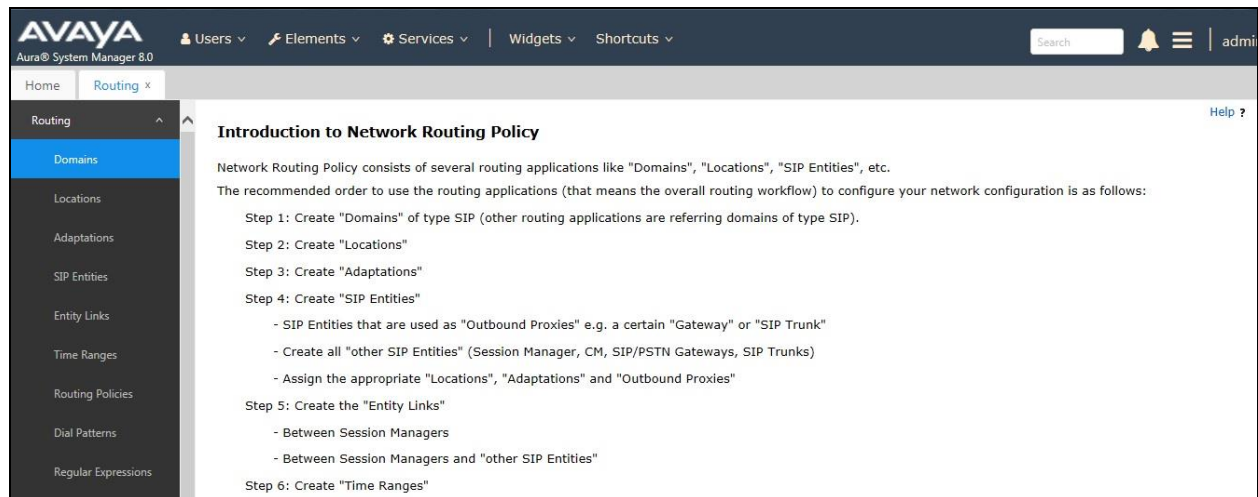 AVAYA
Aura® System Manager 8.0
Users
Elements
Services
Widgets
Shortcuts
Search
admi
Home
Routing x
Help ?
Routing
Domains
Locations
Adaptations
SIP Entities
Entity Links
Time Ranges
Routing Policies
Dial Patterns
Regular Expressions
Introduction to Network Routing Policy
Network Routing Policy consists of several routing applications like "Domains", "Locations", "SIP Entities", etc.
The recommended order to use the routing applications (that means the overall routing workflow) to configure your network configuration is as follows:
Step 1: Create "Domains" of type SIP (other routing applications are referring domains of type SIP).
Step 2: Create "Locations"
Step 3: Create "Adaptations"
Step 4: Create "SIP Entities"
- SIP Entities that are used as "Outbound Proxies" e.g. a certain "Gateway" or "SIP Trunk"
- Create all "other SIP Entities" (Session Manager, CM, SIP/PSTN Gateways, SIP Trunks)
- Assign the appropriate "Locations", "Adaptations" and "Outbound Proxies"
Step 5: Create the "Entity Links"
- Between Session Managers
- Between Session Managers and "other SIP Entities"
Step 6: Create "Time Ranges"